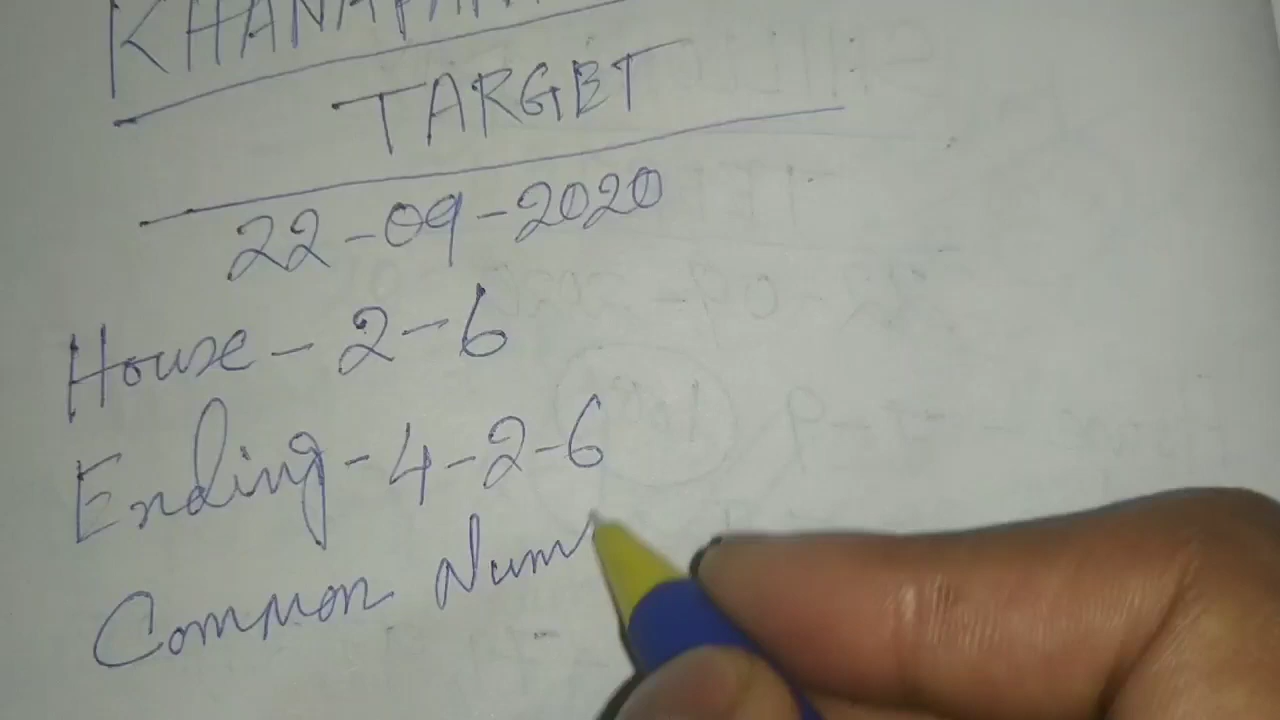 TARGET
22-09-2020
House - 2-6
Ending - 4-2-6
Common Num